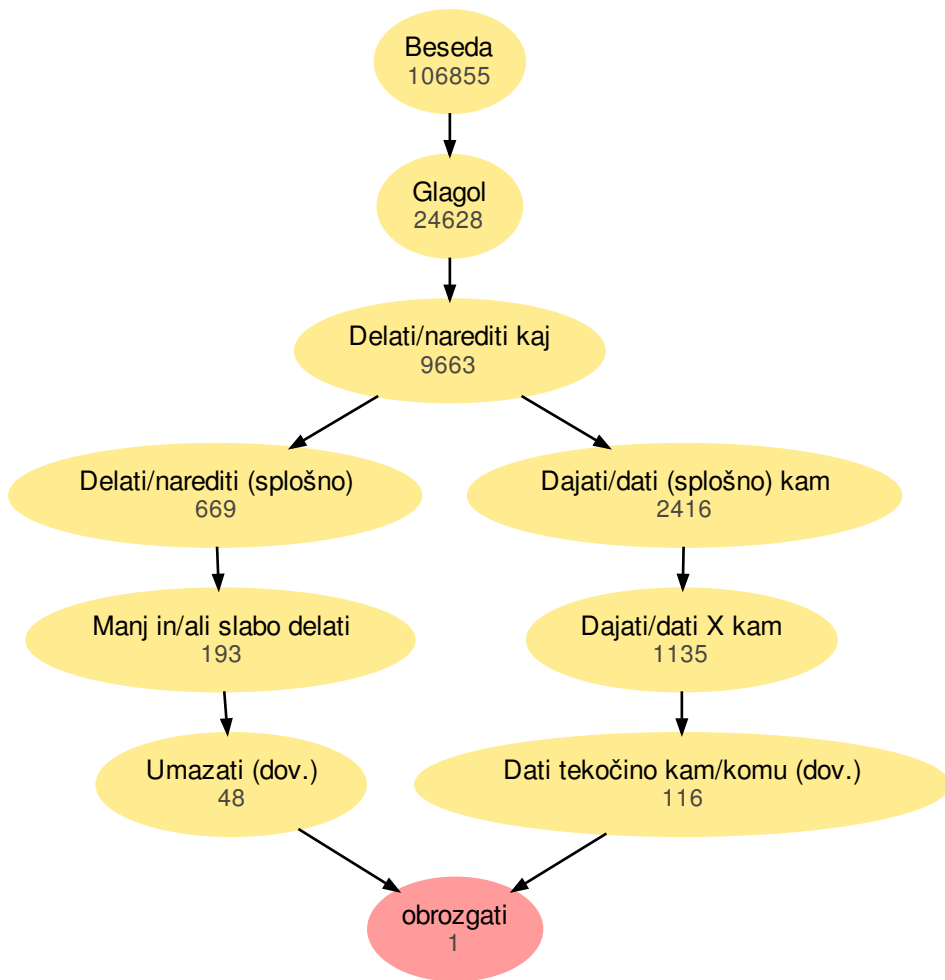 Beseda
106855
Glagol
24628
Delati/narediti kaj
9663
Delati/narediti (splošno)
669
Dajati/dati (splošno) kam
2416
Manj in/ali slabo delati
193
Dajati/dati X kam
1135
Umazati (dov.)
48
Dati tekočino kam/komu (dov.)
116
obrozgati
1